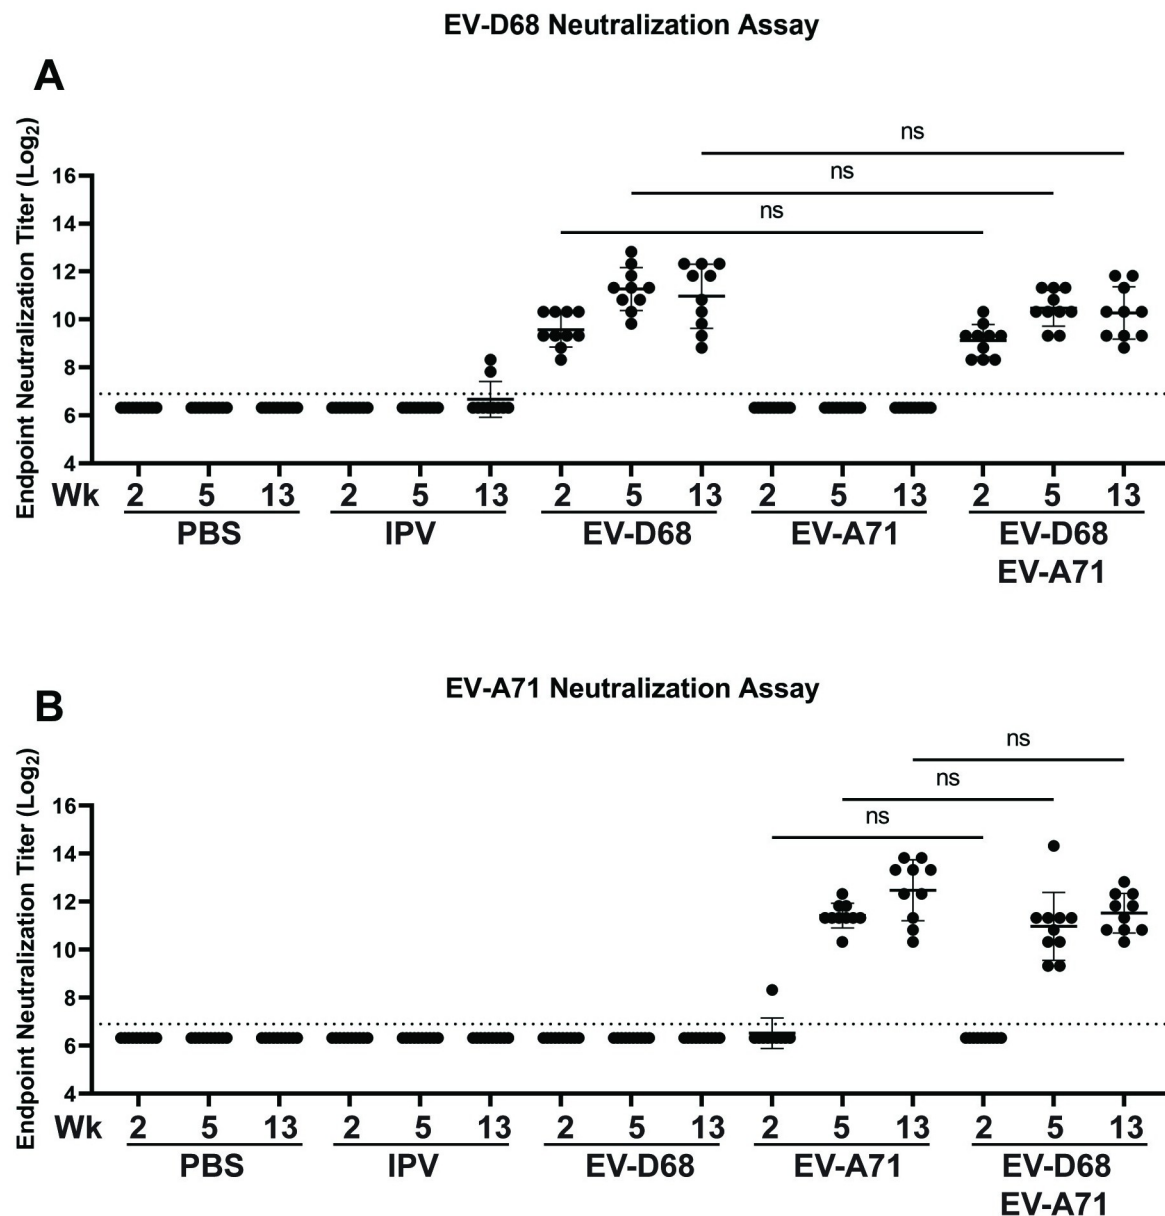 EV-D68 Neutralization Assay
A
Endpoint Neutralization Titer (Log2)
ns
ns
ns
16
14
12
10
8
6
4
Wk 2 5 13 2 5 13 2 5 13 2 5 13 2 5 13
PBS IPV EV-D68 EV-A71 EV-D68
EV-A71
EV-A71 Neutralization Assay
B
Endpoint Neutralization Titer (Log2)
ns
ns
ns
16
14
12
10
8
6
4
Wk 2 5 13 2 5 13 2 5 13 2 5 13 2 5 13
PBS IPV EV-D68 EV-A71 EV-D68
EV-A71